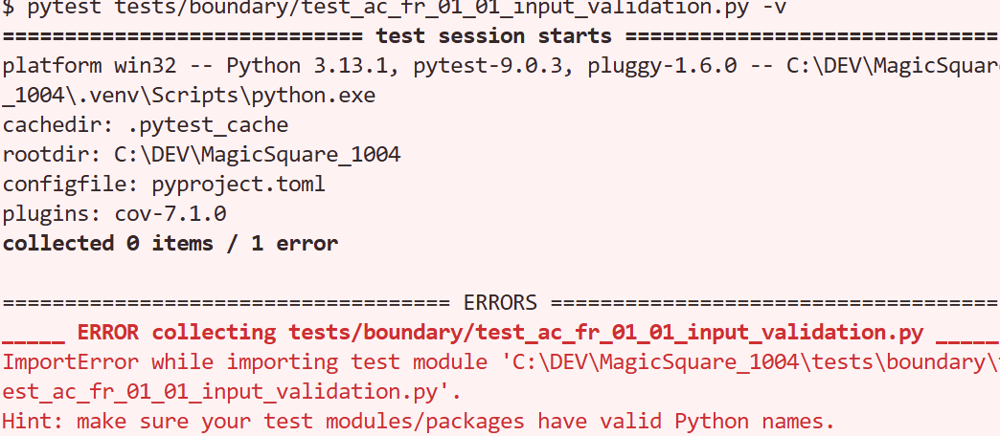 $ pytest tests/boundary/test_ac_fr_01_01_input_validation.py -v
============================= test session starts ==============================
platform win32 -- Python 3.13.1, pytest-9.0.3, pluggy-1.6.0 -- C:\DEV\MagicSquare
_1004\.venv\Scripts\python.exe
cachedir: .pytest_cache
rootdir: C:\DEV\MagicSquare_1004
configfile: pyproject.toml
plugins: cov-7.1.0
collected 0 items / 1 error
==================================== ERRORS ====================================
_____ ERROR collecting tests/boundary/test_ac_fr_01_01_input_validation.py _____
ImportError while importing test module 'C:\DEV\MagicSquare_1004\tests\boundary\t
est_ac_fr_01_01_input_validation.py'.
Hint: make sure your test modules/packages have valid Python names.